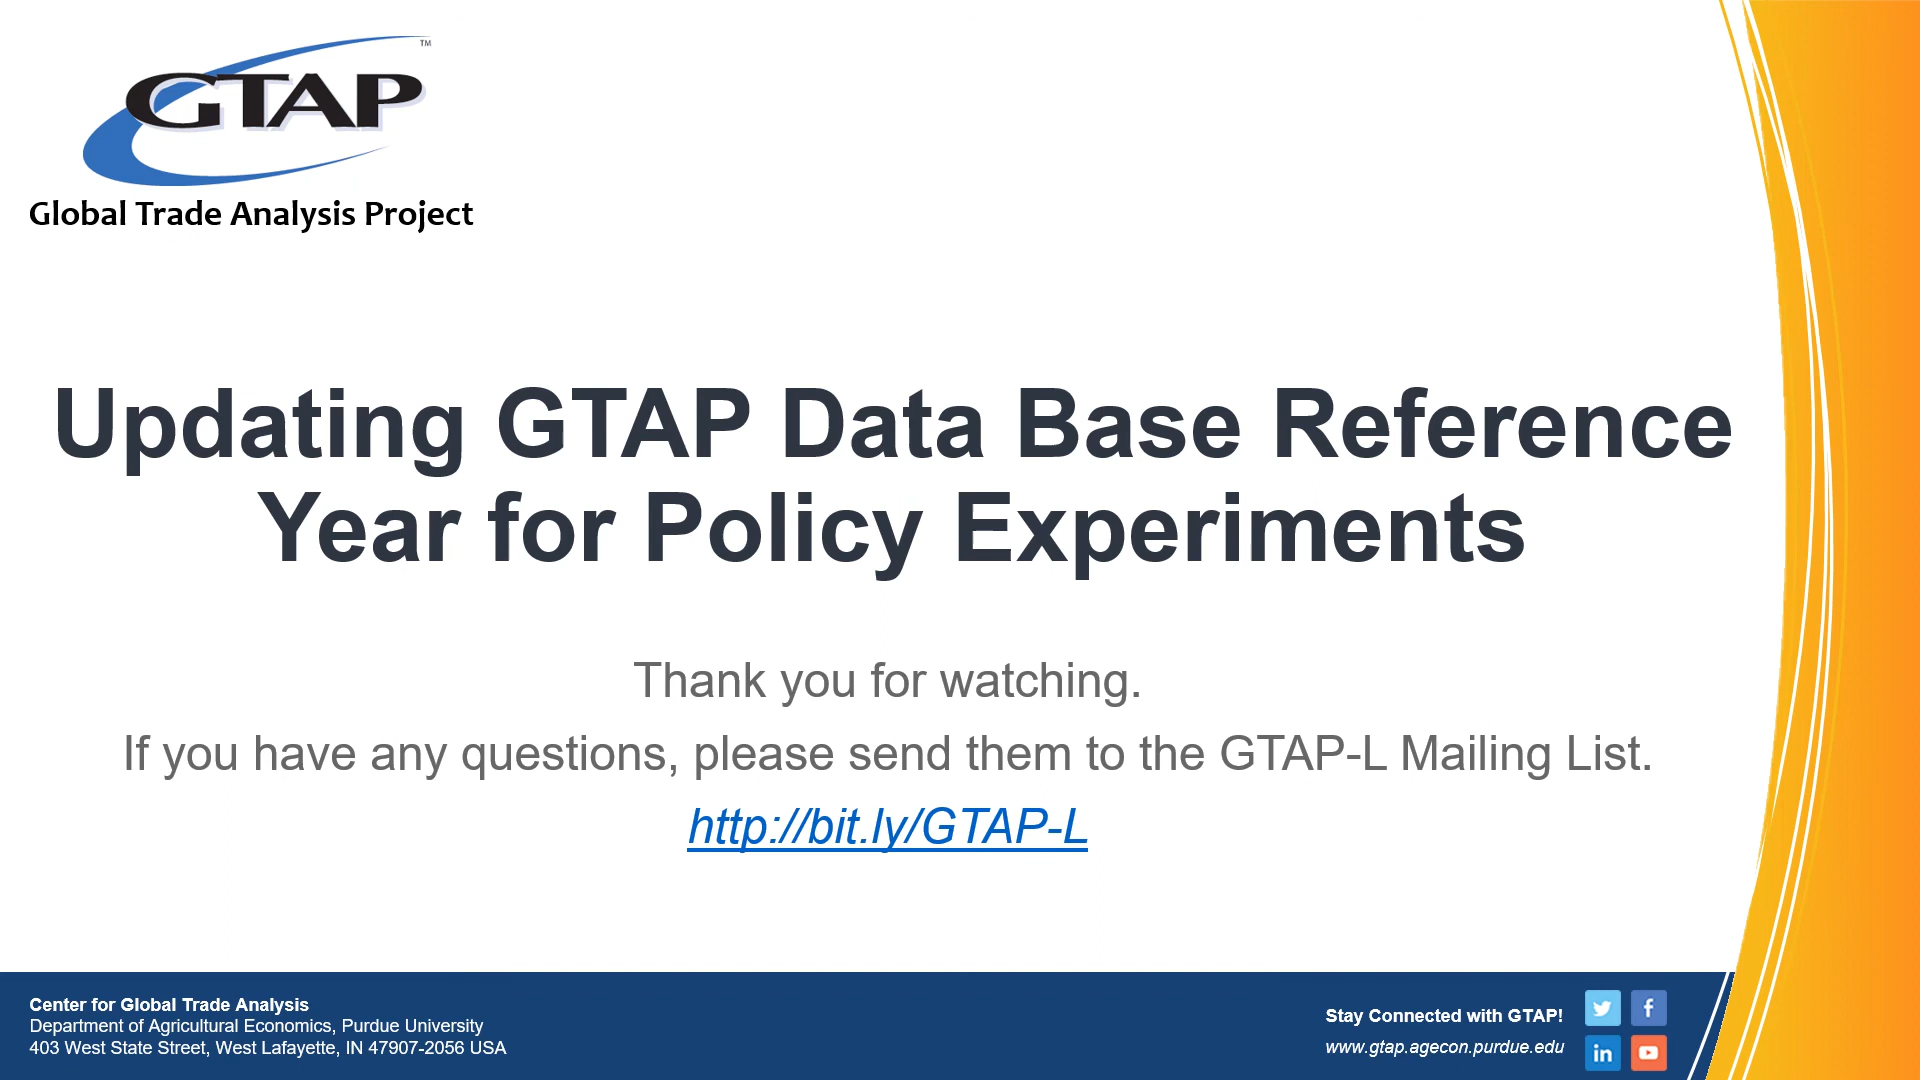 GTAP™
Global Trade Analysis Project
Updating GTAP Data Base Reference
Year for Policy Experiments
Thank you for watching.
If you have any questions, please send them to the GTAP-L Mailing List.
http://bit.ly/GTAP-L
Center for Global Trade Analysis
Department of Agricultural Economics, Purdue University
403 West State Street, West Lafayette, IN 47907-2056 USA
Stay Connected with GTAP!
www.gtap.agecon.purdue.edu